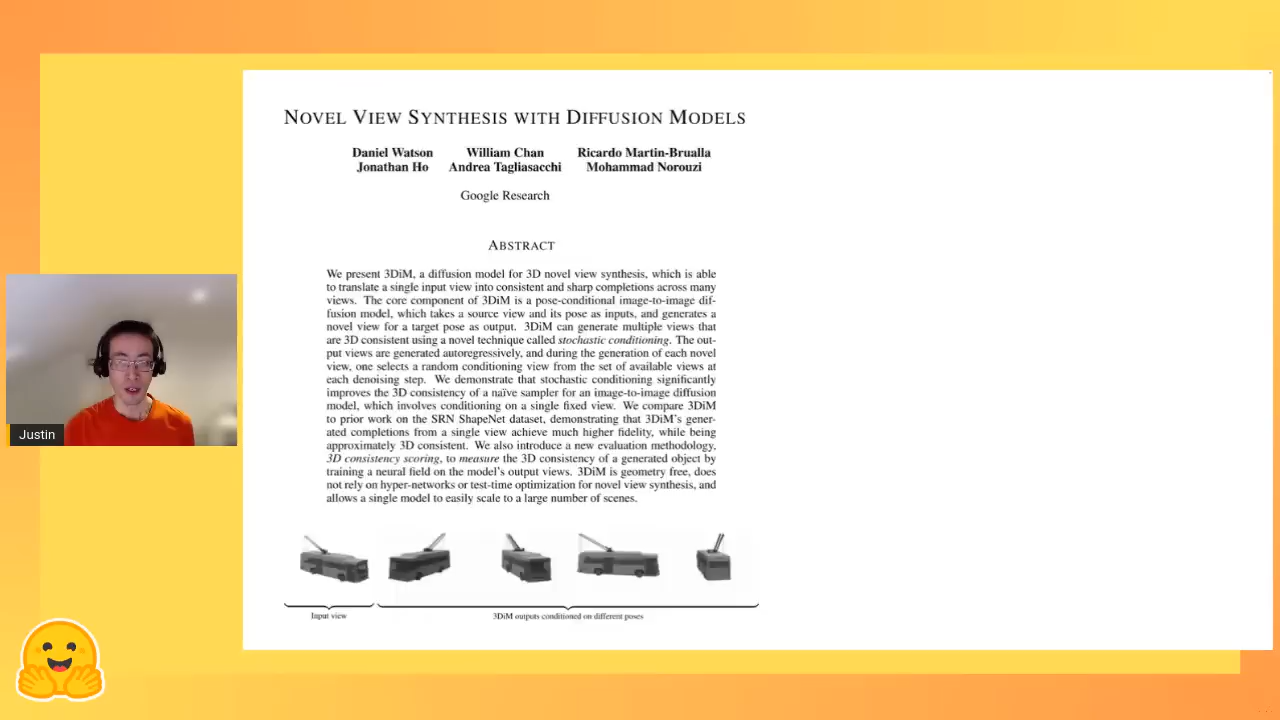 NOVEL VIEW SYNTHESIS WITH DIFFUSION MODELS
Daniel Watson William Chan Ricardo Martin-Brualla
Jonathan Ho Andrea Tagliasacchi Mohammad Norouzi
Google Research
ABSTRACT
We present 3DiM, a diffusion model for 3D novel view synthesis, which is able
to translate a single input view into consistent and sharp completions across many
views. The core component of 3DiM is a pose-conditional image-to-image dif-
fusion model, which takes a source view and its pose as inputs, and generates a
novel view for a target pose as output. 3DiM can generate multiple views that
are 3D consistent using a novel technique called stochastic conditioning. The out-
put views are generated autoregressively, and during the generation of each novel
view, one selects a random conditioning view from the set of available views at
each denoising step. We demonstrate that stochastic conditioning significantly
improves the 3D consistency of a naïve sampler for an image-to-image diffusion
model, which involves conditioning on a single fixed view. We compare 3DiM
to prior work on the SRN ShapeNet dataset, demonstrating that 3DiM's gener-
ated completions from a single view achieve much higher fidelity, while being
approximately 3D consistent. We also introduce a new evaluation methodology,
3D consistency scoring, to measure the 3D consistency of a generated object by
training a neural field on the model's output views. 3DiM is geometry free, does
not rely on hyper-networks or test-time optimization for novel view synthesis, and
allows a single model to easily scale to a large number of scenes.
Input view
3DiM outputs conditioned on different poses
Justin